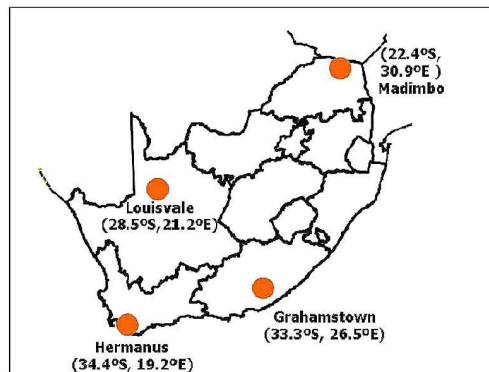 (22.4ºS,
30.9ºE )
Madimbo
Louisvale
(28.5ºS,21.2ºE)
Grahamstown
(33.3ºS, 26.5ºE)
Hermanus
(34.4ºS, 19.2ºE)